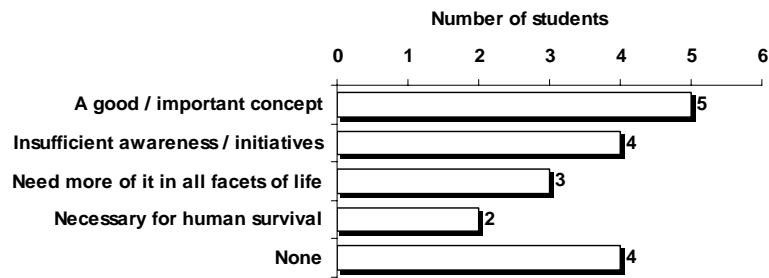 Number of students
0 1 2 3 4 5 6
A good / important concept 5
Insufficient awareness / initiatives 4
Need more of it in all facets of life 3
Necessary for human survival 2
None 4